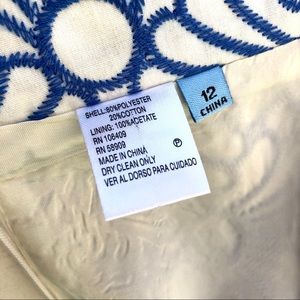 SHELL:80%POLYESTER
20%COTTON
LINING: 100%ACETATE
RN 106409
RN 58909
MADE IN CHINA
DRY CLEAN ONLY
VER AL DORSO PARA CUIDADO
P
12
CHINA